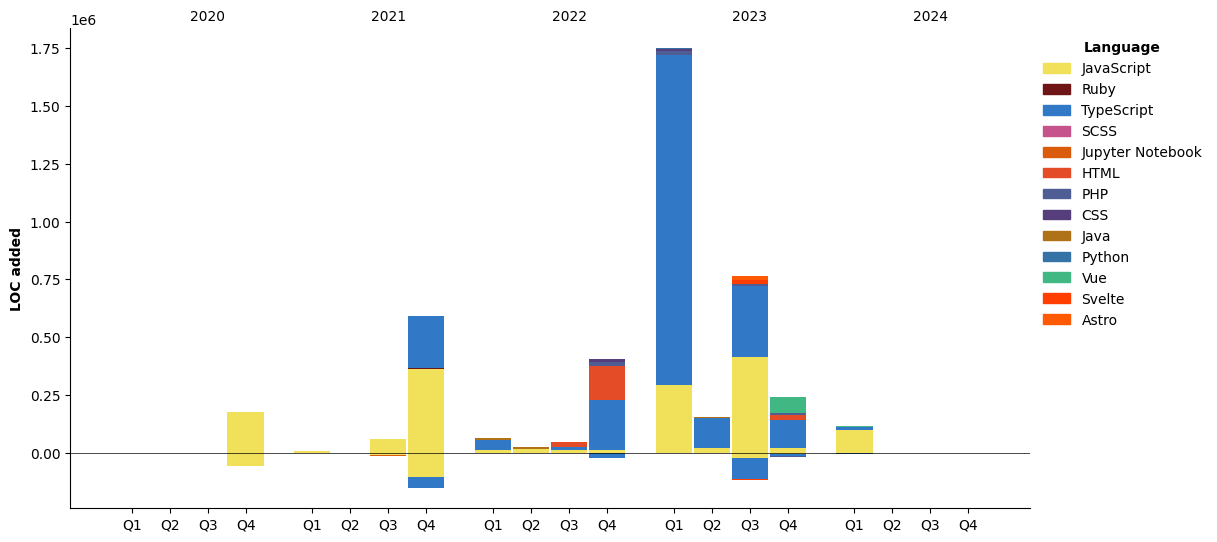 1e6
2020 2021 2022 2023 2024
1.75
1.50
1.25
1.00
0.75
0.50
0.25
0.00
LOC added
Q1 Q2 Q3 Q4 Q1 Q2 Q3 Q4 Q1 Q2 Q3 Q4 Q1 Q2 Q3 Q4 Q1 Q2 Q3 Q4
Language
JavaScript
Ruby
TypeScript
SCSS
Jupyter Notebook
HTML
PHP
CSS
Java
Python
Vue
Svelte
Astro